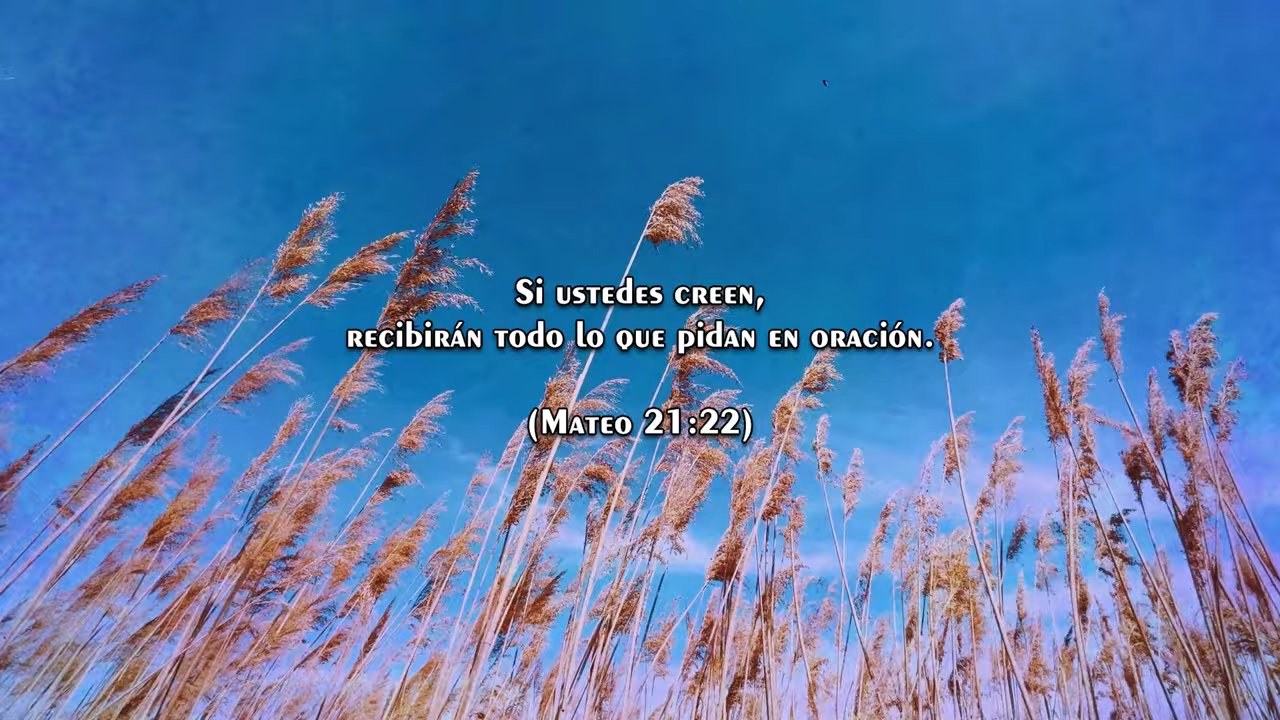 Si ustedes creen,
recibirán todo lo que pidan en oración.
(Mateo 21:22)